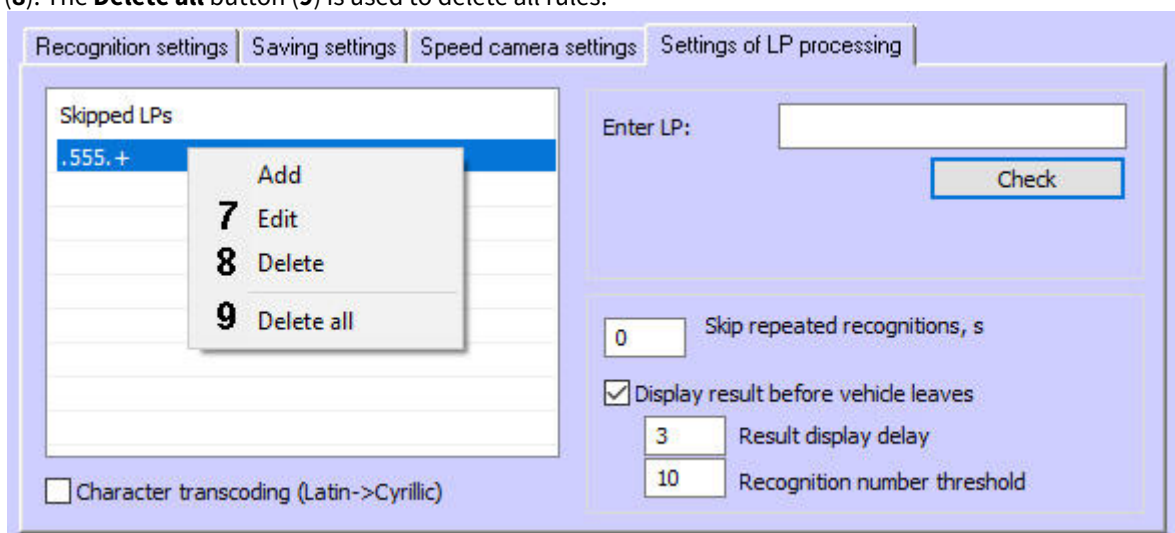 (8). The Delete all button (9) is used to delete all rules.
Recognition settings Saving settings Speed camera settings Settings of LP processing
Skipped LPs
.555.+
Add
7 Edit
8 Delete
9 Delete all
Character transcoding (Latin->Cyrillic)
Enter LP:
Check
0 Skip repeated recognitions, s
Display result before vehicle leaves
3 Result display delay
10 Recognition number threshold